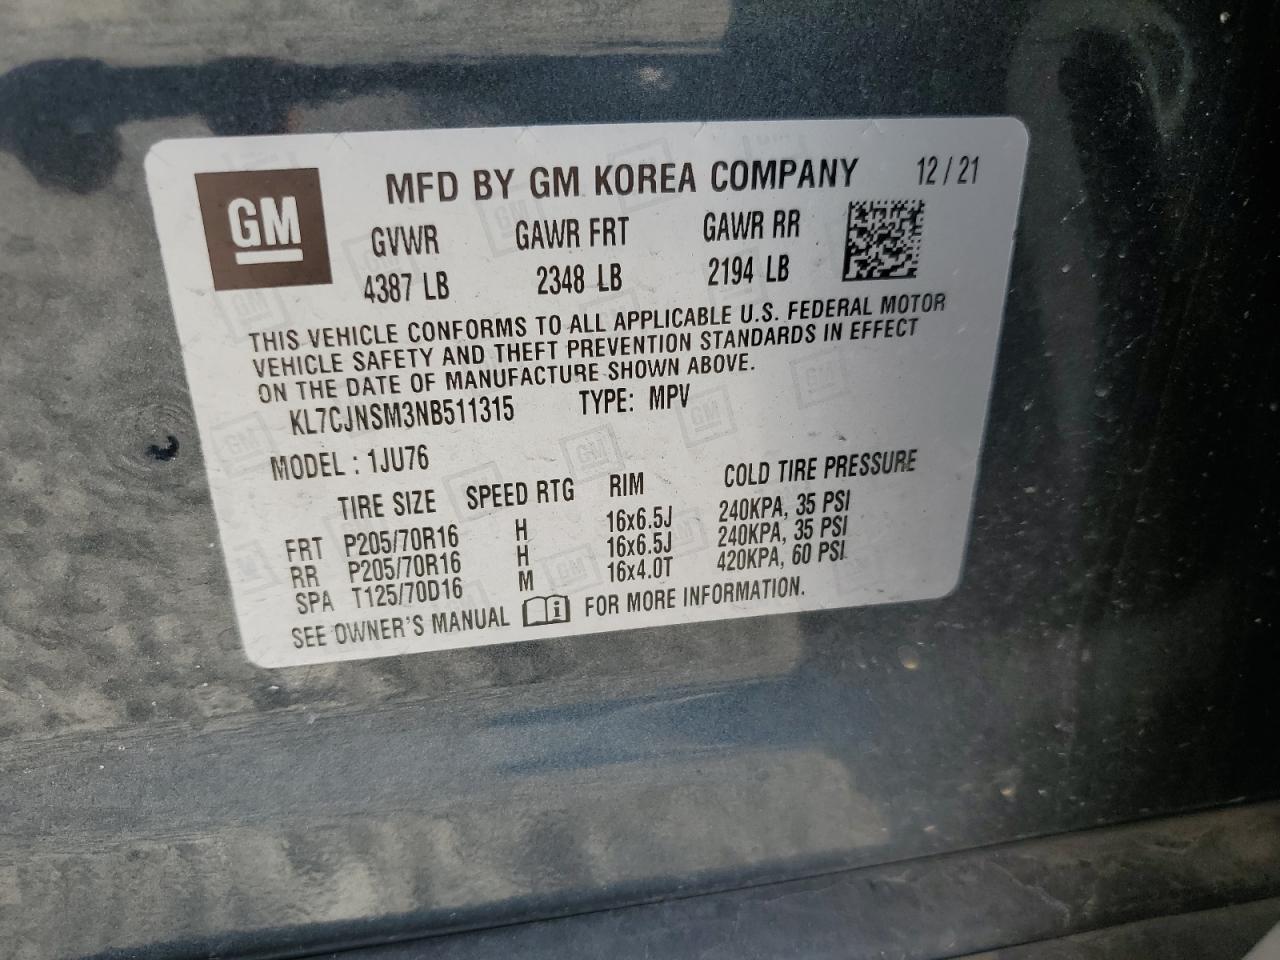 GM
MFD BY GM KOREA COMPANY 12 / 21
GVWR GAWR FRT GAWR RR
4387 LB 2348 LB 2194 LB
THIS VEHICLE CONFORMS TO ALL APPLICABLE U.S. FEDERAL MOTOR
VEHICLE SAFETY AND THEFT PREVENTION STANDARDS IN EFFECT
ON THE DATE OF MANUFACTURE SHOWN ABOVE.
KL7CJNSM3NB511315 TYPE: MPV
MODEL : 1JU76
TIRE SIZE SPEED RTG RIM COLD TIRE PRESSURE
FRT P205/70R16 H 16x6.5J 240KPA, 35 PSI
RR P205/70R16 H 16x6.5J 240KPA, 35 PSI
SPA T125/70D16 M 16x4.0T 420KPA, 60 PSI
SEE OWNER'S MANUAL i FOR MORE INFORMATION.